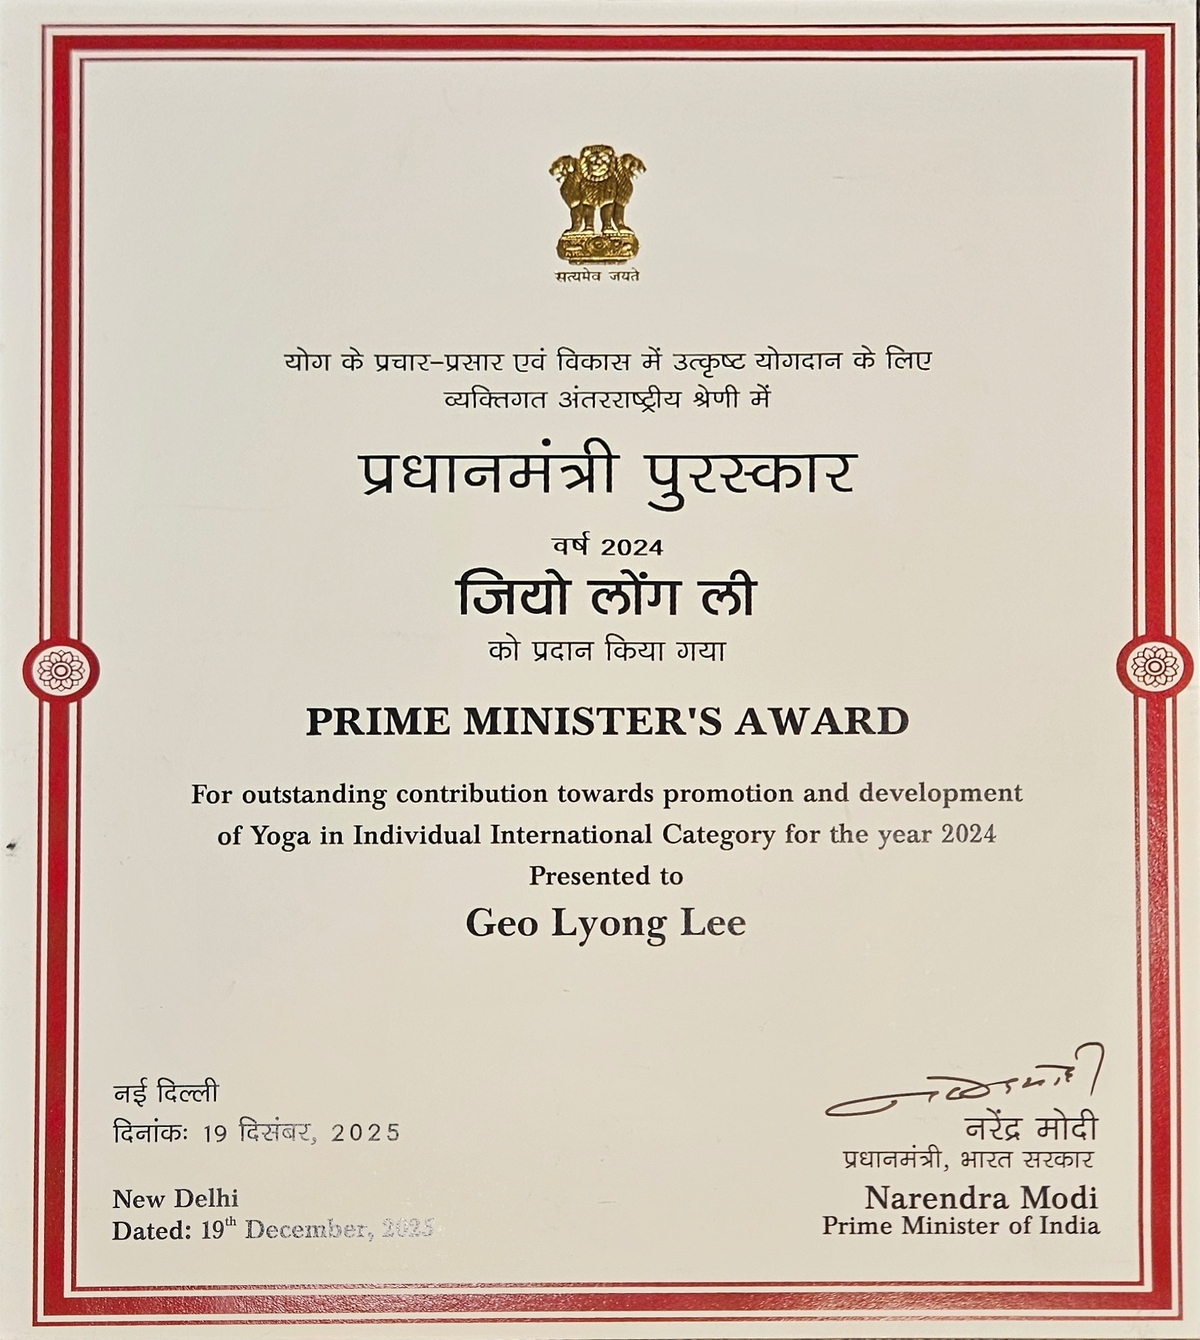 सत्यमेव जयते
योग के प्रचार-प्रसार एवं विकास में उत्कृष्ट योगदान के लिए
व्यक्तिगत अंतरराष्ट्रीय श्रेणी में
प्रधानमंत्री पुरस्कार
वर्ष 2024
जियो लोंग ली
को प्रदान किया गया
PRIME MINISTER'S AWARD
For outstanding contribution towards promotion and development
of Yoga in Individual International Category for the year 2024
Presented to
Geo Lyong Lee
नई दिल्ली
दिनांकः 19 दिसंबर, 2025
New Delhi
Dated: 19th December, 2025
नरेंद्र मोदी
प्रधानमंत्री, भारत सरकार
Narendra Modi
Prime Minister of India